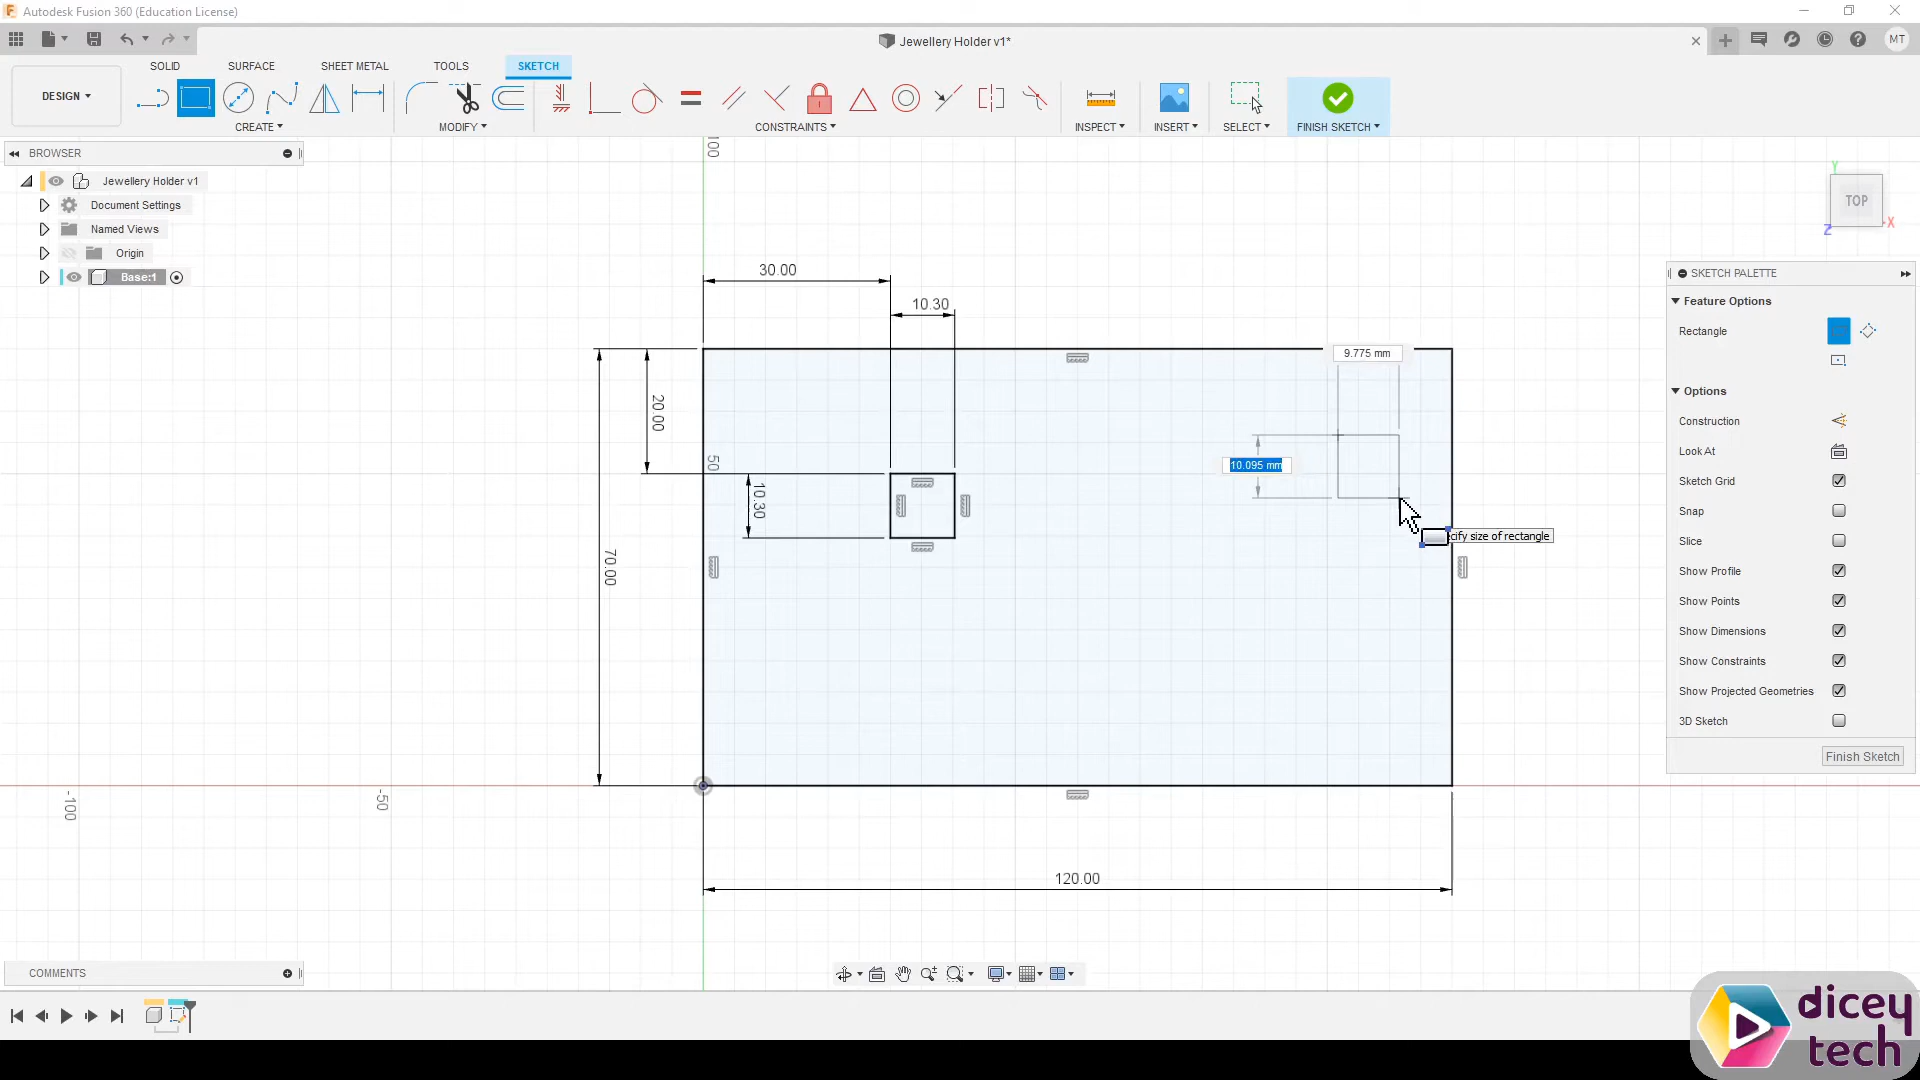 Autodesk Fusion 360 (Education License)
Jewellery Holder v1*
MT
DESIGN
SOLID
SURFACE
SHEET METAL
TOOLS
SKETCH
CREATE
MODIFY
CONSTRAINTS
INSPECT
INSERT
SELECT
FINISH SKETCH
BROWSER
Jewellery Holder v1
Document Settings
Named Views
Origin
Base:1
100
50
-50
-100
30.00
10.30
20.00
10.30
70.00
120.00
9.775 mm
10.095 mm
cify size of rectangle
TOP
Y
X
Z
SKETCH PALETTE
Feature Options
Rectangle
Options
Construction
Look At
Sketch Grid
Snap
Slice
Show Profile
Show Points
Show Dimensions
Show Constraints
Show Projected Geometries
3D Sketch
Finish Sketch
COMMENTS
dicey
tech